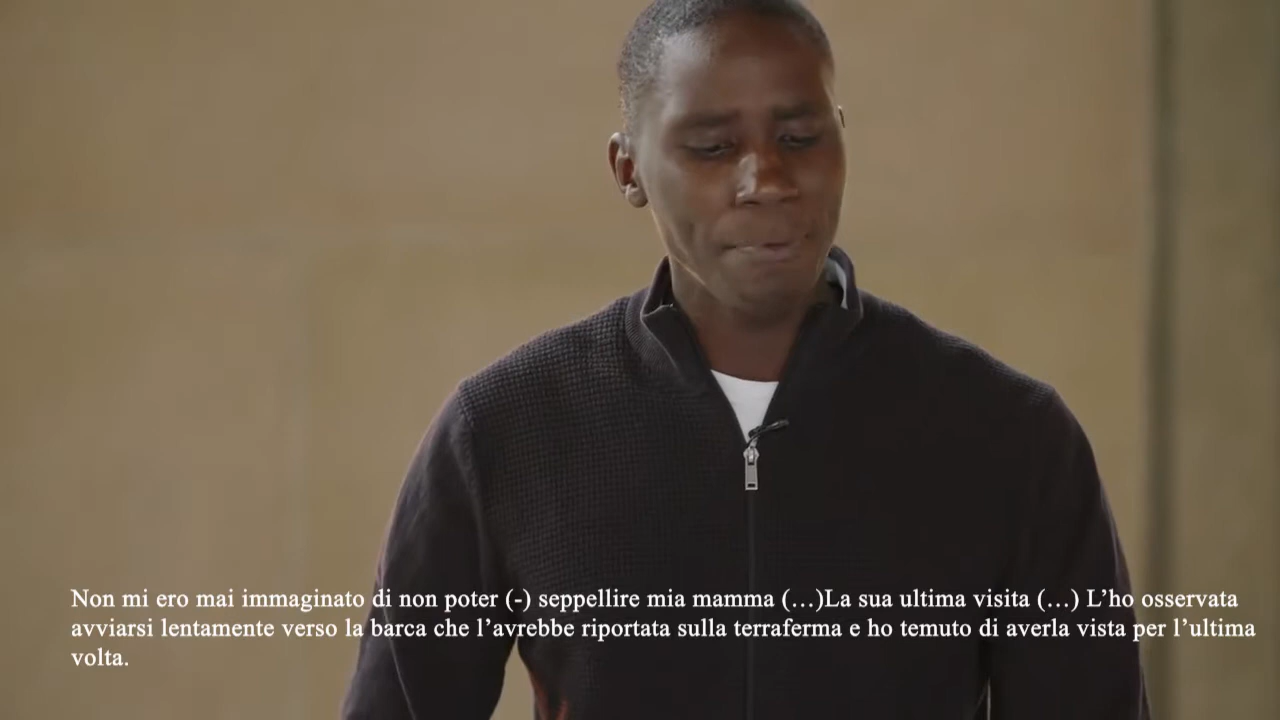 Non mi ero mai immaginato di non poter (-) seppellire mia mamma (…)La sua ultima visita (…) L’ho osservata
avviarsi lentamente verso la barca che l’avrebbe riportata sulla terraferma e ho temuto di averla vista per l’ultima
volta.